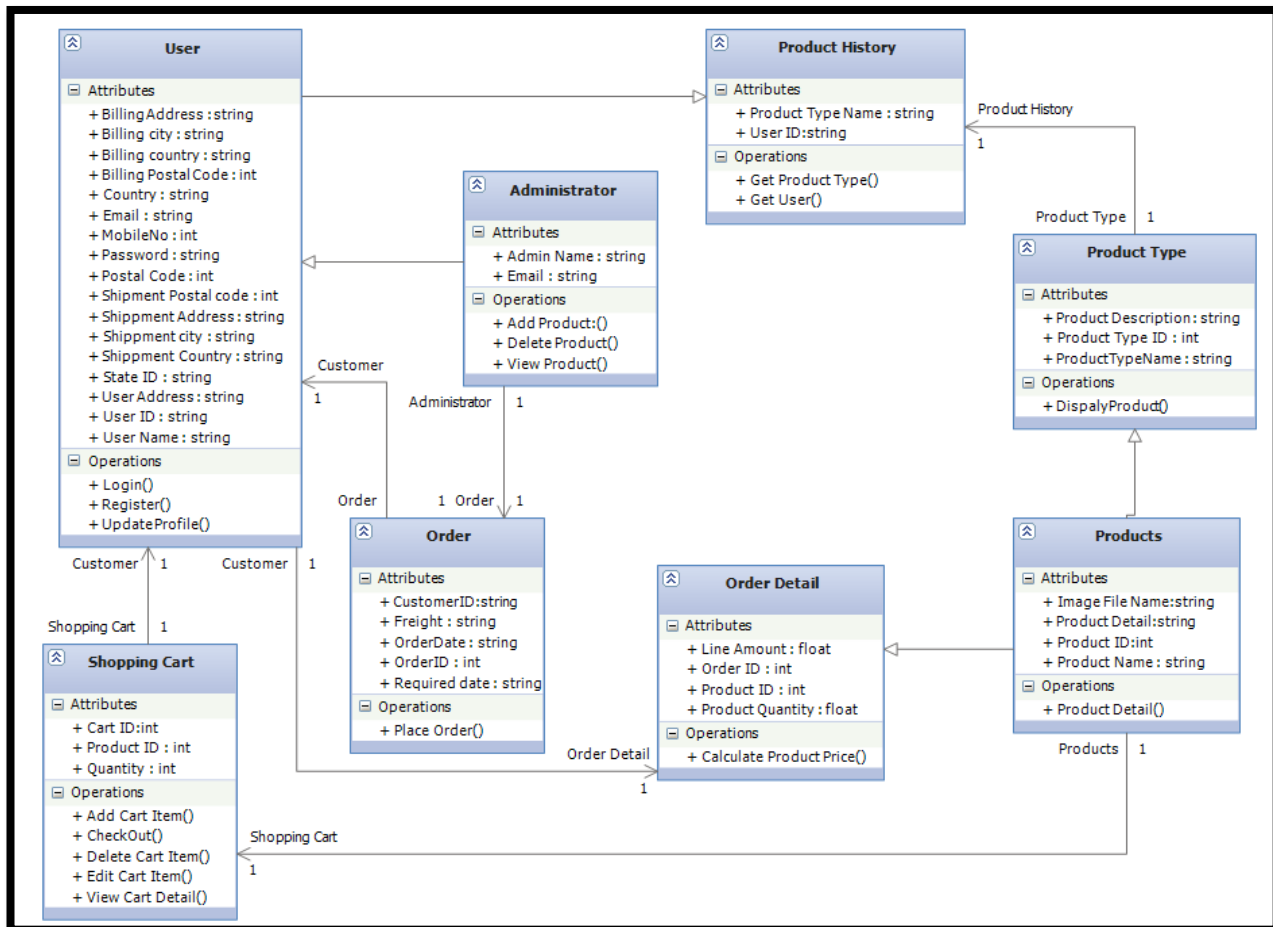 User
Attributes
+ Billing Address : string
+ Billing city : string
+ Billing country : string
+ Billing Postal Code : int
+ Country : string
+ Email : string
+ MobileNo : int
+ Password : string
+ Postal Code : int
+ Shipment Postal code : int
+ Shippment Address : string
+ Shippment city : string
+ Shippment Country : string
+ State ID : string
+ User Address : string
+ User ID : string
+ User Name : string
Operations
+ Login()
+ Register()
+ UpdateProfile()
Product History
Attributes
+ Product Type Name : string
+ User ID:string
Operations
+ Get Product Type()
+ Get User()
Product History
1
Product Type 1
Administrator
Attributes
+ Admin Name : string
+ Email : string
Operations
+ Add Product:()
+ Delete Product()
+ View Product()
Product Type
Attributes
+ Product Description : string
+ Product Type ID : int
+ ProductTypeName : string
Operations
+ DispalyProduct()
Customer
1
Administrator 1
Order
1 Order 1
Customer 1
Customer 1
Shopping Cart 1
Order
Attributes
+ CustomerID:string
+ Freight : string
+ OrderDate : string
+ OrderID : int
+ Required date : string
Operations
+ Place Order()
Order Detail
Attributes
+ Line Amount : float
+ Order ID : int
+ Product ID : int
+ Product Quantity : float
Operations
+ Calculate Product Price()
Products
Attributes
+ Image File Name:string
+ Product Detail:string
+ Product ID:int
+ Product Name : string
Operations
+ Product Detail()
Products 1
Order Detail
1
Shopping Cart
Attributes
+ Cart ID:int
+ Product ID : int
+ Quantity : int
Operations
+ Add Cart Item()
+ CheckOut()
+ Delete Cart Item()
+ Edit Cart Item()
+ View Cart Detail()
Shopping Cart
1